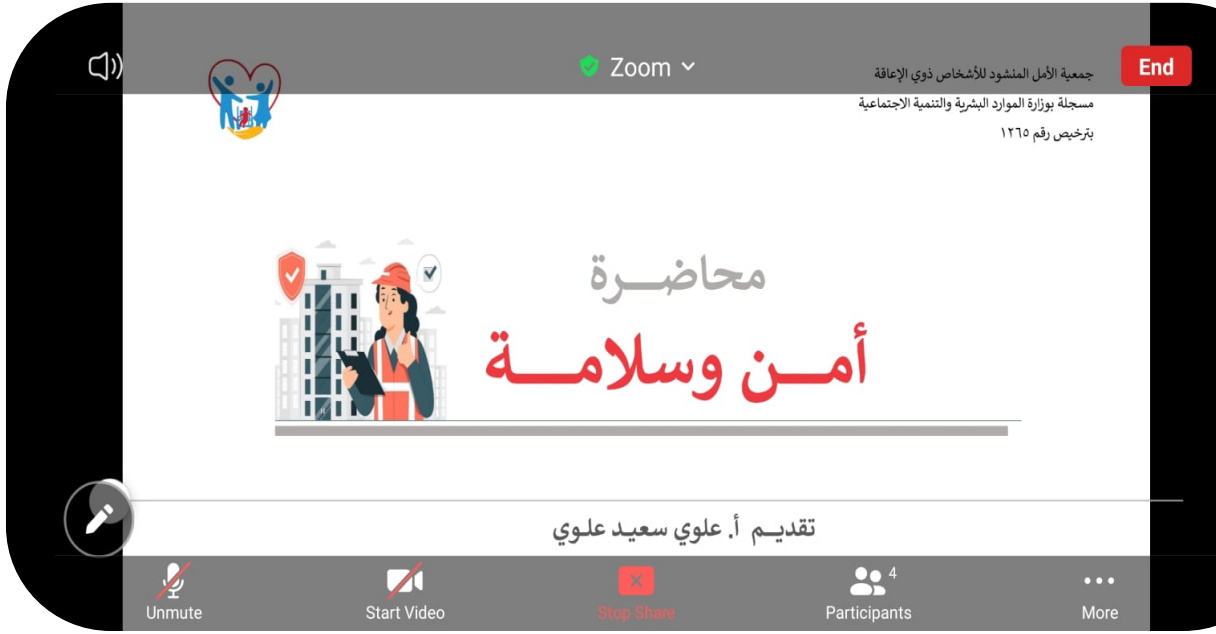 Zoom
End
جمعية الأمل المنشود للأشخاص ذوي الإعاقة
مسجلة بوزارة الموارد البشرية والتنمية الاجتماعية
بترخيص رقم ١٢٦٥
محاضـــرة
أمـــن وسلامـــة
تقديـــم أ. علوي سعيـد علـوي
4
Unmute
Start Video
Stop Share
Participants
More